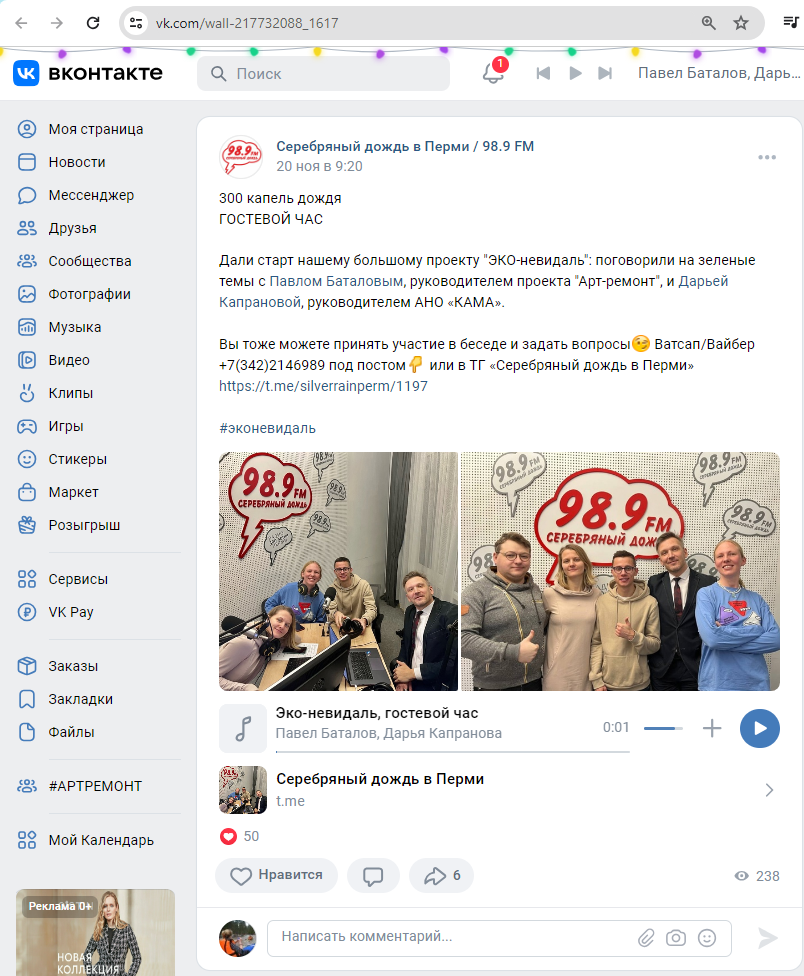 vk.com/wall-217732088_1617
вконтакте
Поиск
1
Павел Баталов, Дарь...
Моя страница
Новости
Мессенджер
Друзья
Сообщества
Фотографии
Музыка
Видео
Клипы
Игры
Стикеры
Маркет
Розыгрыш
Сервисы
VK Pay
Заказы
Закладки
Файлы
#АРТРЕМОНТ
Мой Календарь
Реклама 0+
НОВАЯ
КОЛЛЕКЦИЯ
98.9 FM
Серебряный дождь в Перми / 98.9 FM
20 ноя в 9:20
300 капель дождя
ГОСТЕВОЙ ЧАС
Дали старт нашему большому проекту "ЭКО-невидаль": поговорили на зеленые
темы с Павлом Баталовым, руководителем проекта "Арт-ремонт", и Дарьей
Капрановой, руководителем АНО «КАМА».
Вы тоже можете принять участие в беседе и задать вопросы😉 Ватсап/Вайбер
+7(342)2146989 под постом👇 или в ТГ «Серебряный дождь в Перми»
https://t.me/silverrainperm/1197
#эконевидаль
98.9 FM
СЕРЕБРЯНЫЙ ДОЖДЬ
98.9 FM
СЕРЕБРЯНЫЙ ДОЖДЬ
Эко-невидаль, гостевой час
Павел Баталов, Дарья Капранова
0:01
Серебряный дождь в Перми
t.me
50
Нравится
6
238
Написать комментарий...